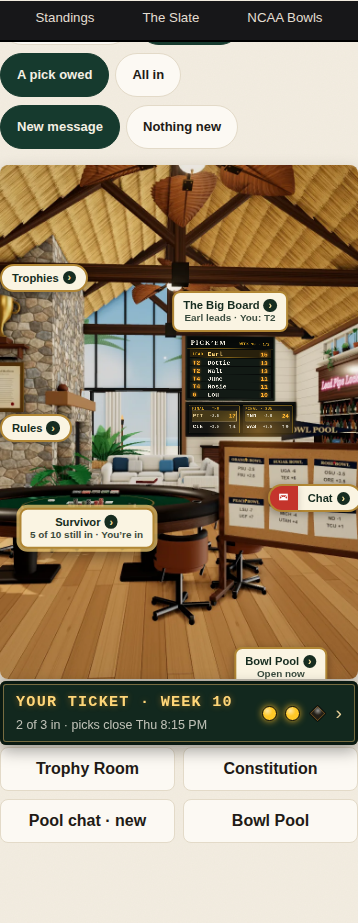 Standings The Slate NCAA Bowls
A pick owed All in
New message Nothing new
Trophies ›
The Big Board ›
Earl leads · You: T2
PICK'EM
Earl
T2 Dottie 13
T2 Walt 13
T4 June 11
T4 Rosie
6 Lou 10
Rules ›
BOWL POOL
SUGAR BOWL
Chat ›
Survivor ›
5 of 10 still in · You're in
Bowl Pool ›
Open now
YOUR TICKET · WEEK 10
2 of 3 in · picks close Thu 8:15 PM ›
Trophy Room Constitution
Pool chat · new Bowl Pool